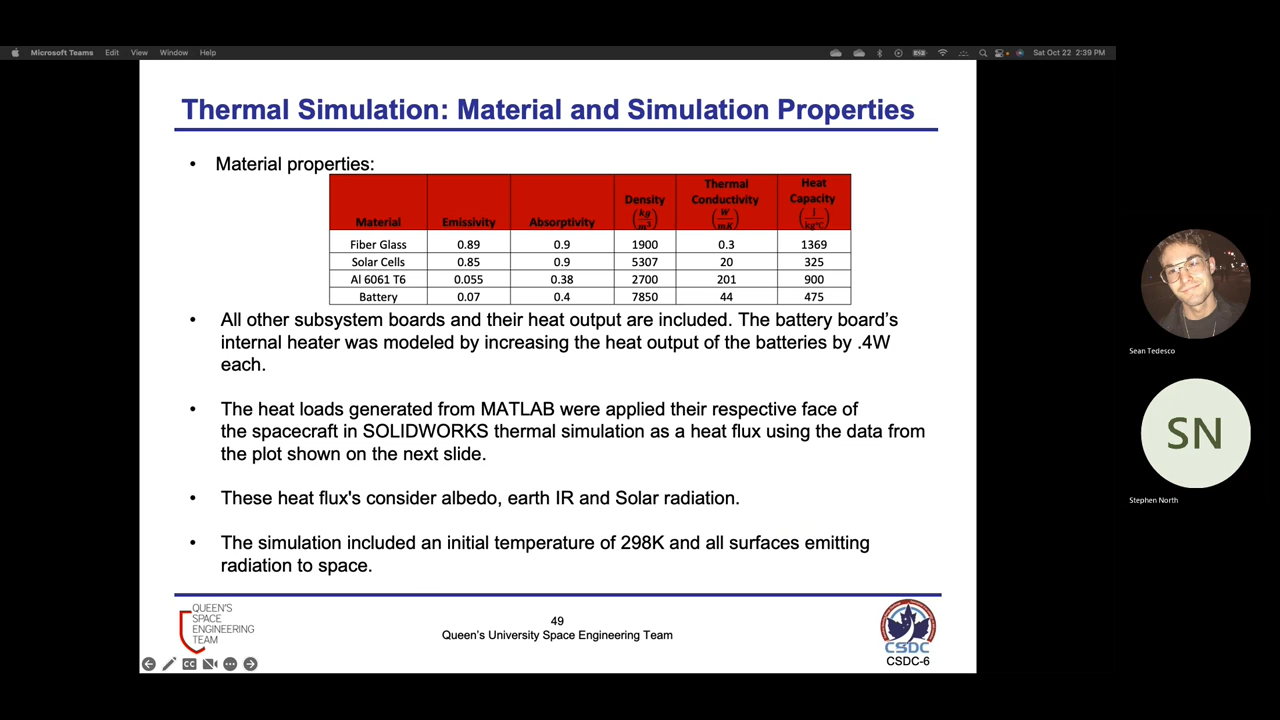 Microsoft Teams Edit View Window Help Sat Oct 22 2:39 PM
Thermal Simulation: Material and Simulation Properties
• Material properties:
Material Emissivity Absorptivity Density (kg/m³) Thermal Conductivity (W/mK) Heat Capacity (J/kg°C)
Fiber Glass 0.89 0.9 1900 0.3 1369
Solar Cells 0.85 0.9 5307 20 325
Al 6061 T6 0.055 0.38 2700 201 900
Battery 0.07 0.4 7850 44 475
• All other subsystem boards and their heat output are included. The battery board’s
internal heater was modeled by increasing the heat output of the batteries by .4W
each.
• The heat loads generated from MATLAB were applied their respective face of
the spacecraft in SOLIDWORKS thermal simulation as a heat flux using the data from
the plot shown on the next slide.
• These heat flux's consider albedo, earth IR and Solar radiation.
• The simulation included an initial temperature of 298K and all surfaces emitting
radiation to space.
QUEEN'S
SPACE
ENGINEERING
TEAM
49
Queen’s University Space Engineering Team
CSDC
CSDC-6
CC
Sean Tedesco
SN
Stephen North